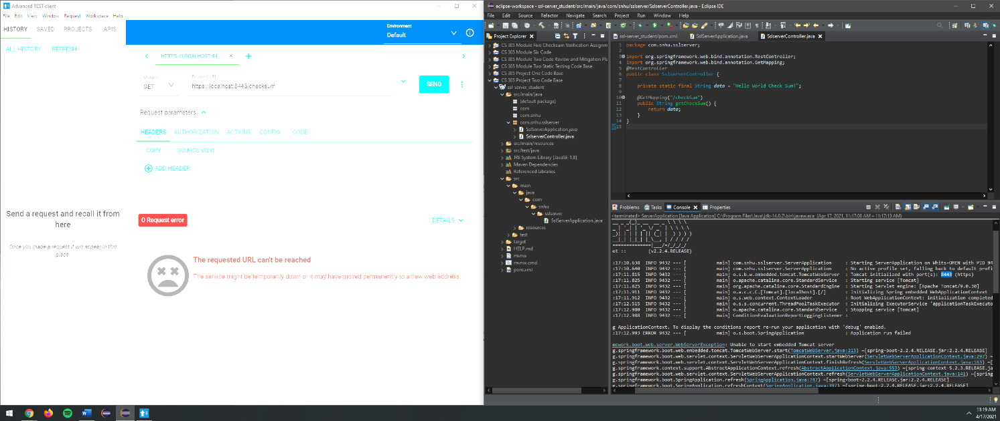 Advanced REST client
File Edit View Window Request Workspace Help
HISTORY SAVED PROJECTS APIS
ALL HISTORY REFRESH
Send a request and recall it from
here
Once you made a request it will appear in this
place.
Environment
Default
HTTPS://LOCALHOST:84...
Method
GET
Request URL
https://localhost:8443/checksum
SEND
Request parameters
HEADERS AUTHORIZATION ACTIONS CONFIG CODE
COPY SOURCE VIEW
ADD HEADER
0 Request error
DETAILS
The requested URL can't be reached
The service might be temporarily down or it may have moved permanently to a new web address.
eclipse-workspace - ssl-server_student/src/main/java/com/snhu/sslserver/SslserverController.java - Eclipse IDE
File Edit Source Refactor Navigate Search Project Run Window Help
Project Explorer
CS 305 Module Five Checksum Verification Assignm
CS 305 Module Six Code
CS 305 Module Two Code Review and Mitigation Pla
CS 305 Module Two Static Testing Code Base
CS 305 Project One Code Base
CS 305 Project Two Code Base
ssl-server_student
src/main/java
(default package)
com
com.snhu
com.snhu.sslserver
SslServerApplication.java
SslserverController.java
src/main/resources
src/test/java
JRE System Library [JavaSE-1.8]
Maven Dependencies
Referenced Libraries
src
main
java
com
snhu
sslserver
SslServerApplication.java
resources
test
target
HELP.md
mvnw
mvnw.cmd
pom.xml
ssl-server_student/pom.xml SslServerApplication.java SslserverController.java
1 package com.snhu.sslserver;
2
3 import org.springframework.web.bind.annotation.RestController;
4 import org.springframework.web.bind.annotation.GetMapping;
5 @RestController
6 public class SslserverController {
7
8 private static final String data = "Hello World Check Sum!";
9
10 @GetMapping("/checkSum")
11 public String getCheckSum() {
12 return data;
13 }
14 }
15
Problems Tasks Console Properties
<terminated> ServerApplication [Java Application] C:\Program Files\Java\jdk-14.0.2\bin\javaw.exe (Apr 17, 2021, 11:17:08 AM – 11:17:13 AM)
ot :: (v2.2.4.RELEASE)
:17:10.638 INFO 9432 --- [ main] com.snhu.sslserver.ServerApplication : Starting ServerApplication on Whits-OMEN with PID 94
:17:10.640 INFO 9432 --- [ main] com.snhu.sslserver.ServerApplication : No active profile set, falling back to default profi
:17:11.815 INFO 9432 --- [ main] o.s.b.w.embedded.tomcat.TomcatWebServer : Tomcat initialized with port(s): 8443 (https)
:17:11.825 INFO 9432 --- [ main] o.apache.catalina.core.StandardService : Starting service [Tomcat]
:17:11.825 INFO 9432 --- [ main] org.apache.catalina.core.StandardEngine : Starting Servlet engine: [Apache Tomcat/9.0.30]
:17:11.911 INFO 9432 --- [ main] o.a.c.c.C.[Tomcat].[localhost].[/] : Initializing Spring embedded WebApplicationContext
:17:11.912 INFO 9432 --- [ main] o.s.web.context.ContextLoader : Root WebApplicationContext: initialization completed
:17:12.515 INFO 9432 --- [ main] o.s.s.concurrent.ThreadPoolTaskExecutor : Initializing ExecutorService 'applicationTaskExecuto
:17:12.980 INFO 9432 --- [ main] o.apache.catalina.core.StandardService : Stopping service [Tomcat]
:17:12.988 INFO 9432 --- [ main] ConditionEvaluationReportLoggingListener :
g ApplicationContext. To display the conditions report re-run your application with 'debug' enabled.
:17:12.993 ERROR 9432 --- [ main] o.s.boot.SpringApplication : Application run failed
mework.boot.web.server.WebServerException: Unable to start embedded Tomcat server
g.springframework.boot.web.embedded.tomcat.TomcatWebServer.start(TomcatWebServer.java:215) ~[spring-boot-2.2.4.RELEASE.jar:2.2.4.RELEASE]
g.springframework.boot.web.servlet.context.ServletWebServerApplicationContext.startWebServer(ServletWebServerApplicationContext.java:297) ~
g.springframework.boot.web.servlet.context.ServletWebServerApplicationContext.finishRefresh(ServletWebServerApplicationContext.java:163) ~[
g.springframework.context.support.AbstractApplicationContext.refresh(AbstractApplicationContext.java:553) ~[spring-context-5.2.3.RELEASE.ja
g.springframework.boot.web.servlet.context.ServletWebServerApplicationContext.refresh(ServletWebServerApplicationContext.java:141) ~[spring
g.springframework.boot.SpringApplication.refresh(SpringApplication.java:747) ~[spring-boot-2.2.4.RELEASE.jar:2.2.4.RELEASE]
g.springframework.boot.SpringApplication.refreshContext(SpringApplication.java:397) ~[spring-boot-2.2.4.RELEASE.jar:2.2.4.RELEASE]
11:19 AM
4/17/2021